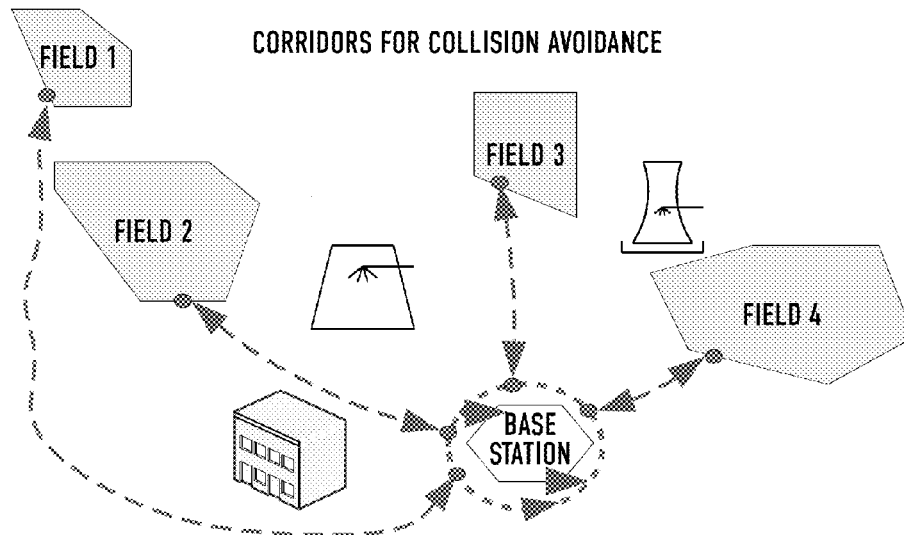 CORRIDORS FOR COLLISION AVOIDANCE
FIELD 1
FIELD 3
FIELD 2
FIELD 4
BASE
STATION